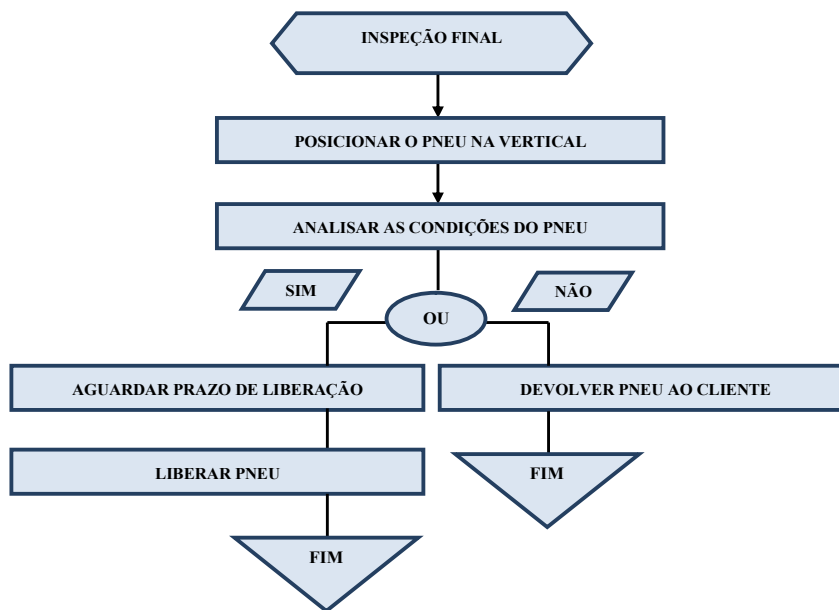 INSPEÇÃO FINAL
POSICIONAR O PNEU NA VERTICAL
ANALISAR AS CONDIÇÕES DO PNEU
SIM
NÃO
OU
AGUARDAR PRAZO DE LIBERAÇÃO
DEVOLVER PNEU AO CLIENTE
LIBERAR PNEU
FIM
FIM